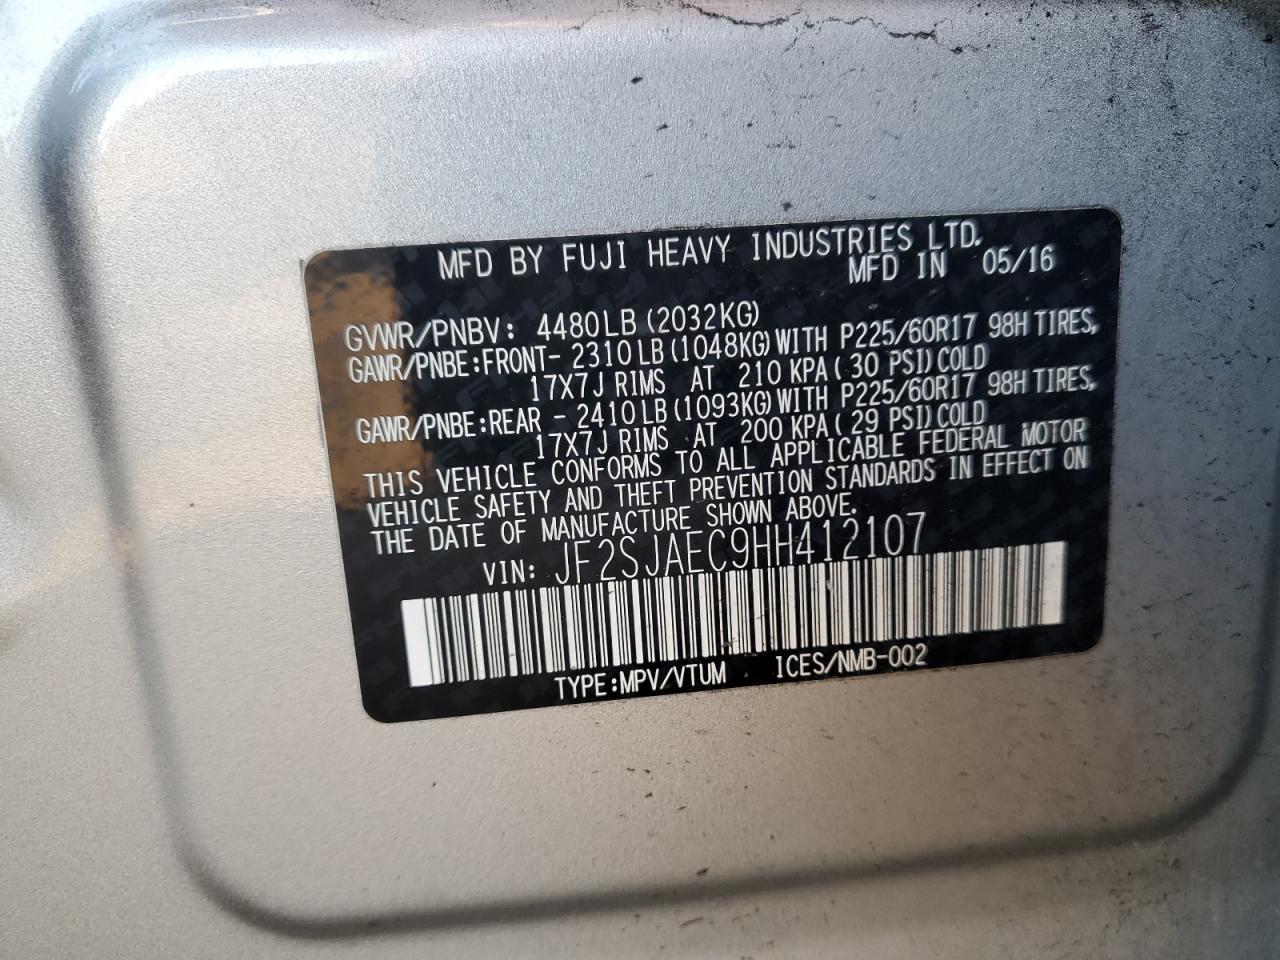 MFD BY FUJI HEAVY INDUSTRIES LTD.
MFD IN 05/16
GVWR/PNBV: 4480LB (2032KG)
GAWR/PNBE:FRONT- 2310LB(1048KG)WITH P225/60R17 98H TIRES,
17X7J RIMS AT 210 KPA( 30 PSI)COLD
GAWR/PNBE:REAR - 2410LB(1093KG)WITH P225/60R17 98H TIRES,
17X7J RIMS AT 200 KPA( 29 PSI)COLD
THIS VEHICLE CONFORMS TO ALL APPLICABLE FEDERAL MOTOR
VEHICLE SAFETY AND THEFT PREVENTION STANDARDS IN EFFECT ON
THE DATE OF MANUFACTURE SHOWN ABOVE.
VIN: JF2SJAEC9HH412107
TYPE:MPV/VTUM ICES/NMB-002